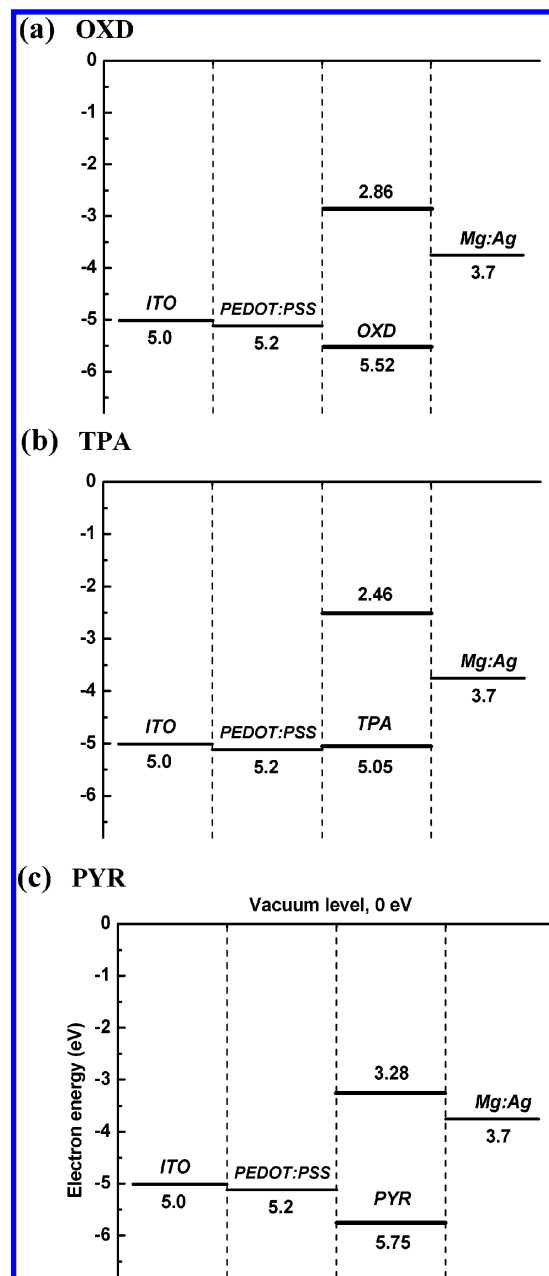 (a) OXD
0
-1
-2
2.86
-3
Mg:Ag
-4
3.7
ITO
PEDOT:PSS
-5
5.0
5.2
OXD
5.52
-6
(b) TPA
0
-1
-2
2.46
-3
Mg:Ag
-4
3.7
ITO
PEDOT:PSS
TPA
-5
5.0
5.2
5.05
-6
(c) PYR
Vacuum level, 0 eV
0
-1
-2
-3
3.28
Mg:Ag
-4
3.7
Electron energy (eV)
ITO
PEDOT:PSS
-5
5.0
5.2
PYR
5.75
-6